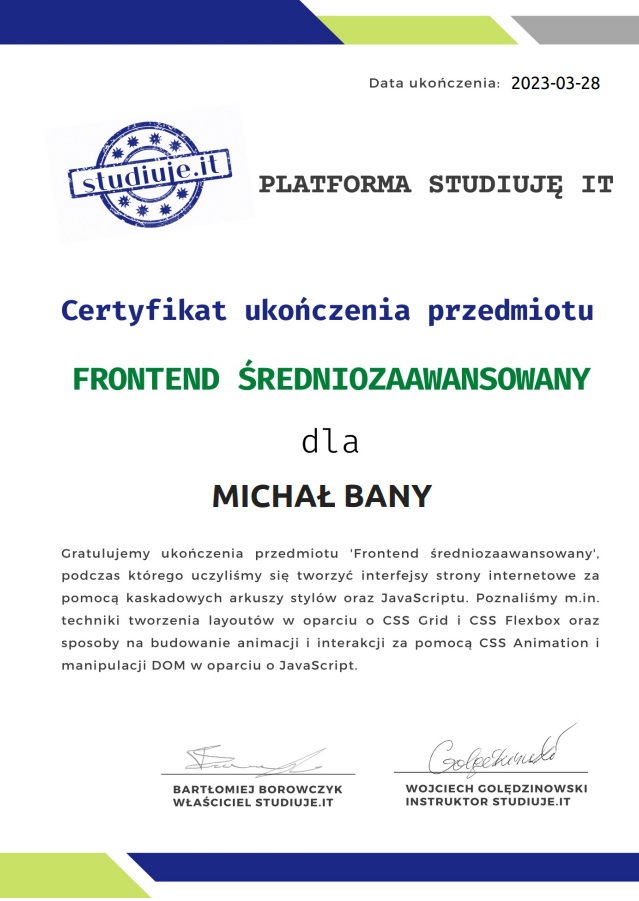 Data ukończenia: 2023-03-28
studiuje.it
PLATFORMA STUDIUJĘ IT
Certyfikat ukończenia przedmiotu
FRONTEND ŚREDNIOZAAWANSOWANY
dla
MICHAŁ BANY
Gratulujemy ukończenia przedmiotu 'Frontend średniozaawansowany',
podczas którego uczyliśmy się tworzyć interfejsy strony internetowe za
pomocą kaskadowych arkuszy stylów oraz JavaScriptu. Poznaliśmy m.in.
techniki tworzenia layoutów w oparciu o CSS Grid i CSS Flexbox oraz
sposoby na budowanie animacji i interakcji za pomocą CSS Animation i
manipulacji DOM w oparciu o JavaScript.
BARTŁOMIEJ BOROWCZYK
WŁAŚCICIEL STUDIUJE.IT
WOJCIECH GOLĘDZINOWSKI
INSTRUKTOR STUDIUJE.IT